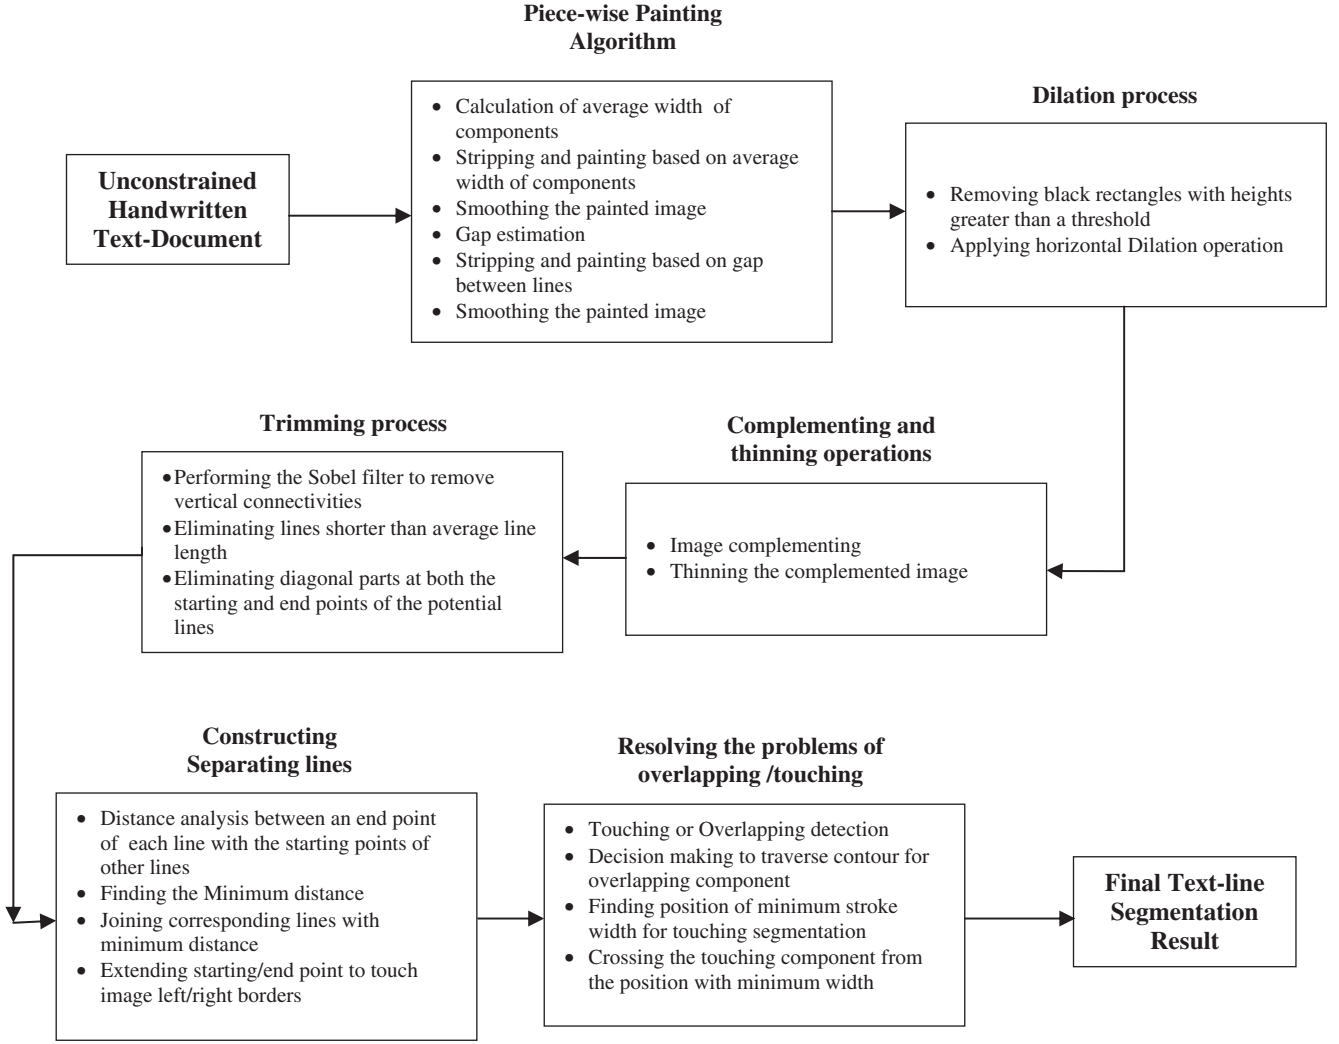 Piece-wise Painting
Algorithm
Unconstrained
Handwritten
Text-Document
• Calculation of average width of
components
• Stripping and painting based on average
width of components
• Smoothing the painted image
• Gap estimation
• Stripping and painting based on gap
between lines
• Smoothing the painted image
Dilation process
• Removing black rectangles with heights
greater than a threshold
• Applying horizontal Dilation operation
Complementing and
thinning operations
• Image complementing
• Thinning the complemented image
Trimming process
• Performing the Sobel filter to remove
vertical connectivities
• Eliminating lines shorter than average line
length
• Eliminating diagonal parts at both the
starting and end points of the potential
lines
Constructing
Separating lines
• Distance analysis between an end point
of each line with the starting points of
other lines
• Finding the Minimum distance
• Joining corresponding lines with
minimum distance
• Extending starting/end point to touch
image left/right borders
Resolving the problems of
overlapping /touching
• Touching or Overlapping detection
• Decision making to traverse contour for
overlapping component
• Finding position of minimum stroke
width for touching segmentation
• Crossing the touching component from
the position with minimum width
Final Text-line
Segmentation
Result